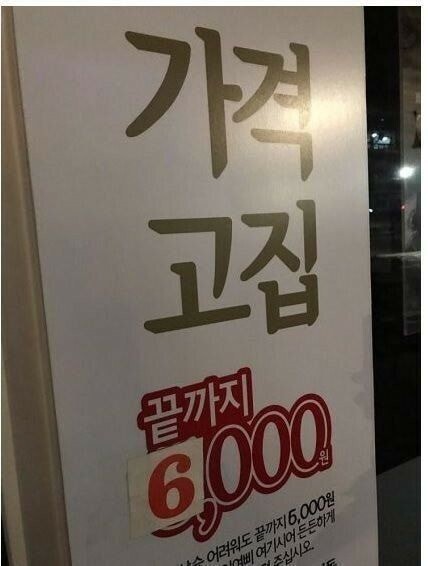 가격
고집
끝까지
6,000원
어려워도 끝까지 6,000원
여기시어 든든하게
주십시오.